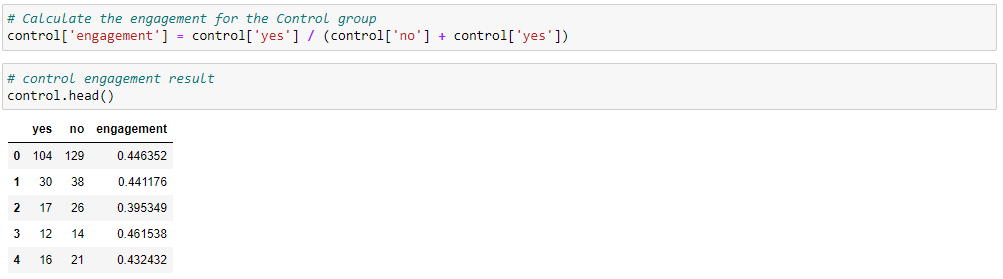 # Calculate the engagement for the Control group
control['engagement'] = control['yes'] / (control['no'] + control['yes'])
# control engagement result
control.head()
yes no engagement
0 104 129 0.446352
1 30 38 0.441176
2 17 26 0.395349
3 12 14 0.461538
4 16 21 0.432432